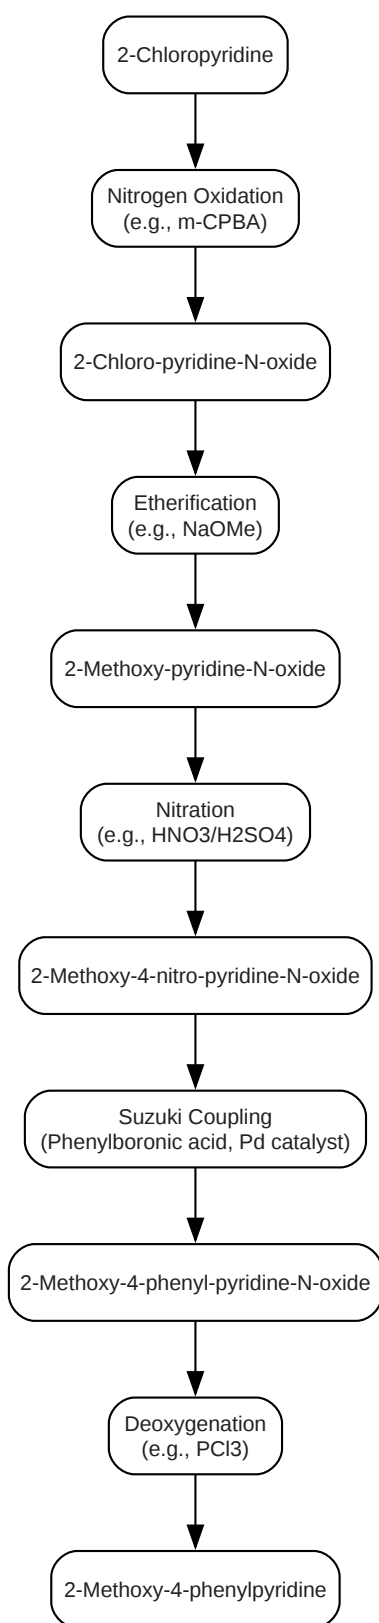 2-Chloropyridine
Nitrogen Oxidation
(e.g., m-CPBA)
2-Chloro-pyridine-N-oxide
Etherification
(e.g., NaOMe)
2-Methoxy-pyridine-N-oxide
Nitration
(e.g., HNO3/H2SO4)
2-Methoxy-4-nitro-pyridine-N-oxide
Suzuki Coupling
(Phenylboronic acid, Pd catalyst)
2-Methoxy-4-phenyl-pyridine-N-oxide
Deoxygenation
(e.g., PCl3)
2-Methoxy-4-phenylpyridine